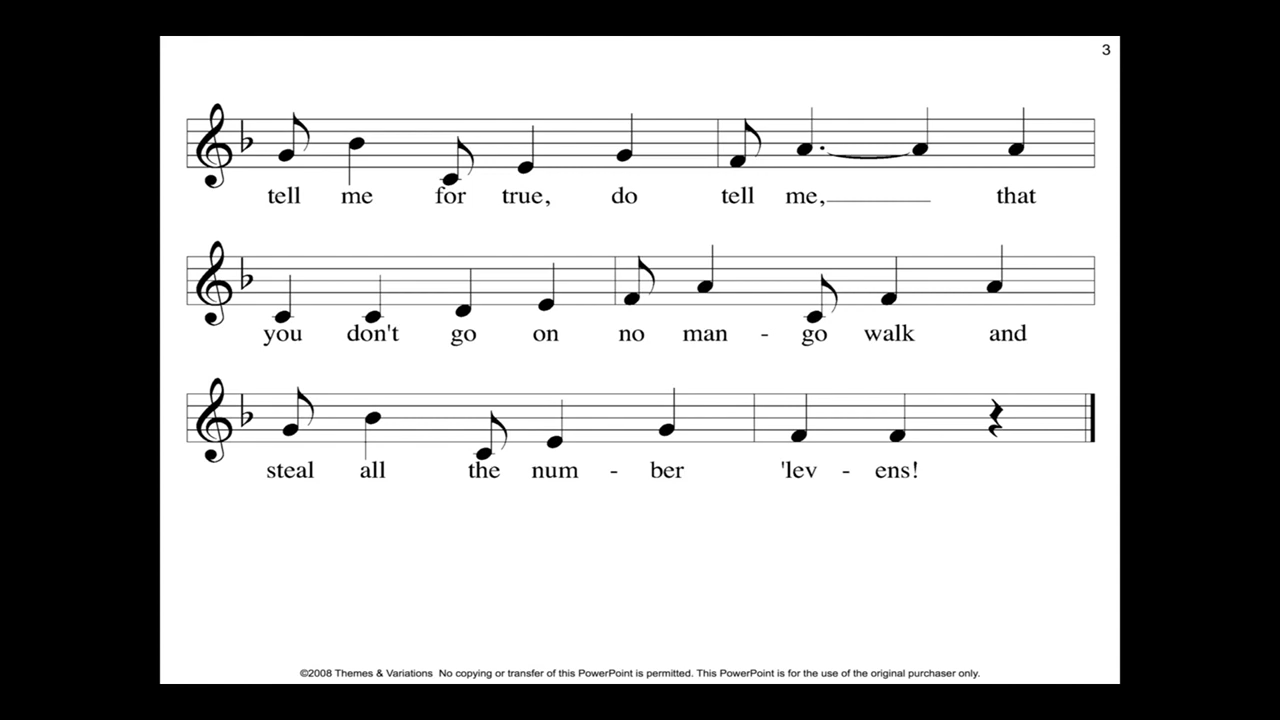 3
tell me for true, do tell me,______ that
you don't go on no man - go walk and
steal all the num - ber 'lev - ens!
©2008 Themes & Variations No copying or transfer of this PowerPoint is permitted. This PowerPoint is for the use of the original purchaser only.